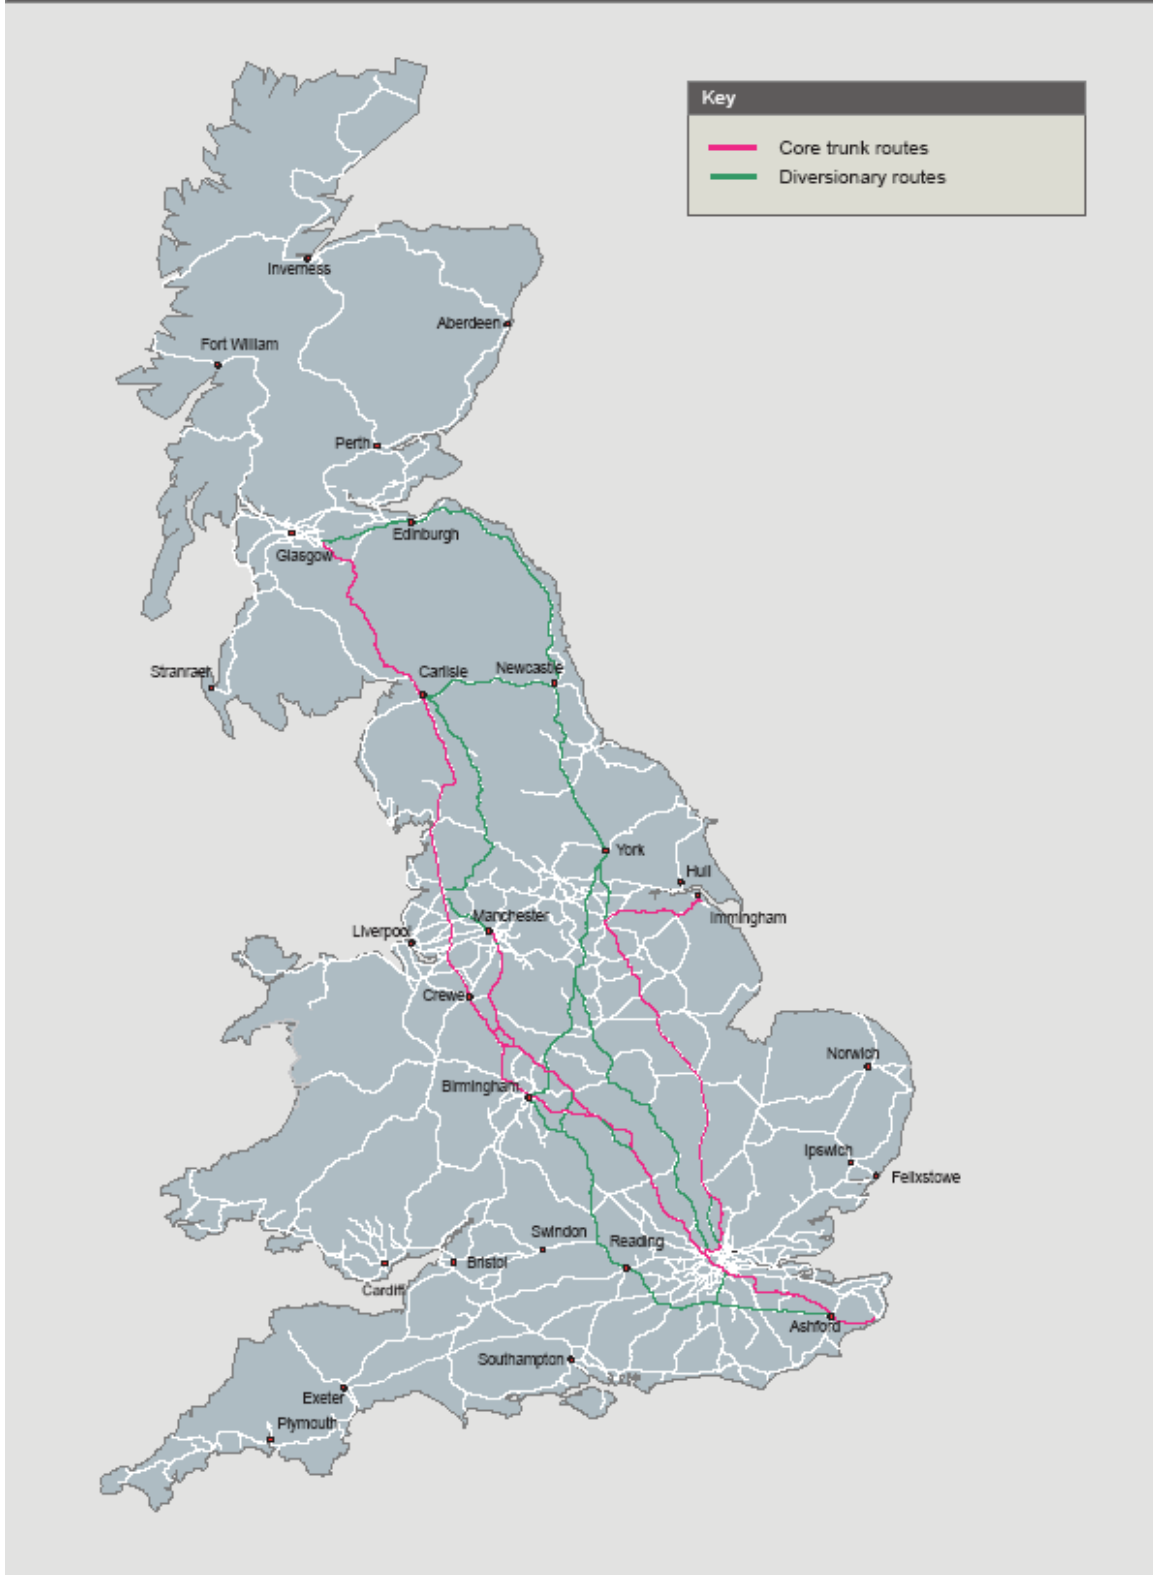 Key
Core trunk routes
Diversionary routes
Inverness
Aberdeen
Fort William
Perth
Edinburgh
Glasgow
Stranraer
Carlisle
Newcastle
York
Hull
Immingham
Manchester
Liverpool
Crewe
Norwich
Birmingham
Ipswich
Felixstowe
Swindon
Reading
Bristol
Cardiff
Ashford
Southampton
Exeter
Plymouth